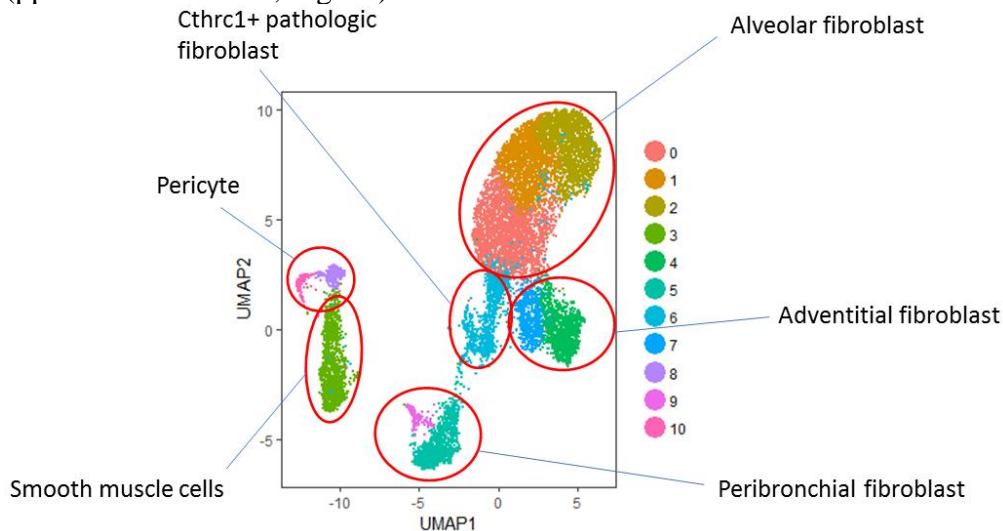 Cthrc1+ pathologic
fibroblast
Alveolar fibroblast
Pericyte
Adventitial fibroblast
Smooth muscle cells
Peribronchial fibroblast
UMAP2
10
5
0
-5
-10
-5
0
5
UMAP1
0
1
2
3
4
5
6
7
8
9
10